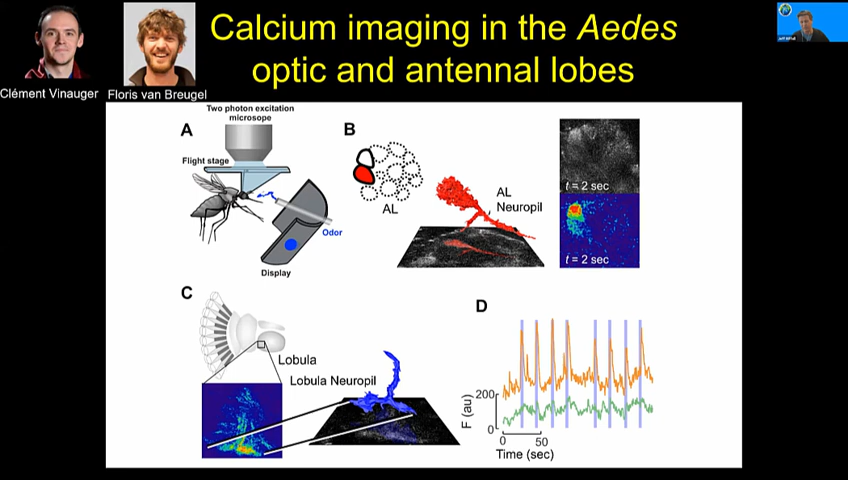 Calcium imaging in the Aedes
optic and antennal lobes
Clément Vinauger
Floris van Breugel
A
Two photon excitation
microsope
Flight stage
Odor
Display
B
AL
AL
Neuropil
t = 2 sec
t = 2 sec
C
Lobula
Lobula Neuropil
D
F (au)
200
0
0
50
Time (sec)